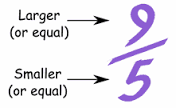 Larger
(or equal)
9
Smaller
(or equal)
5